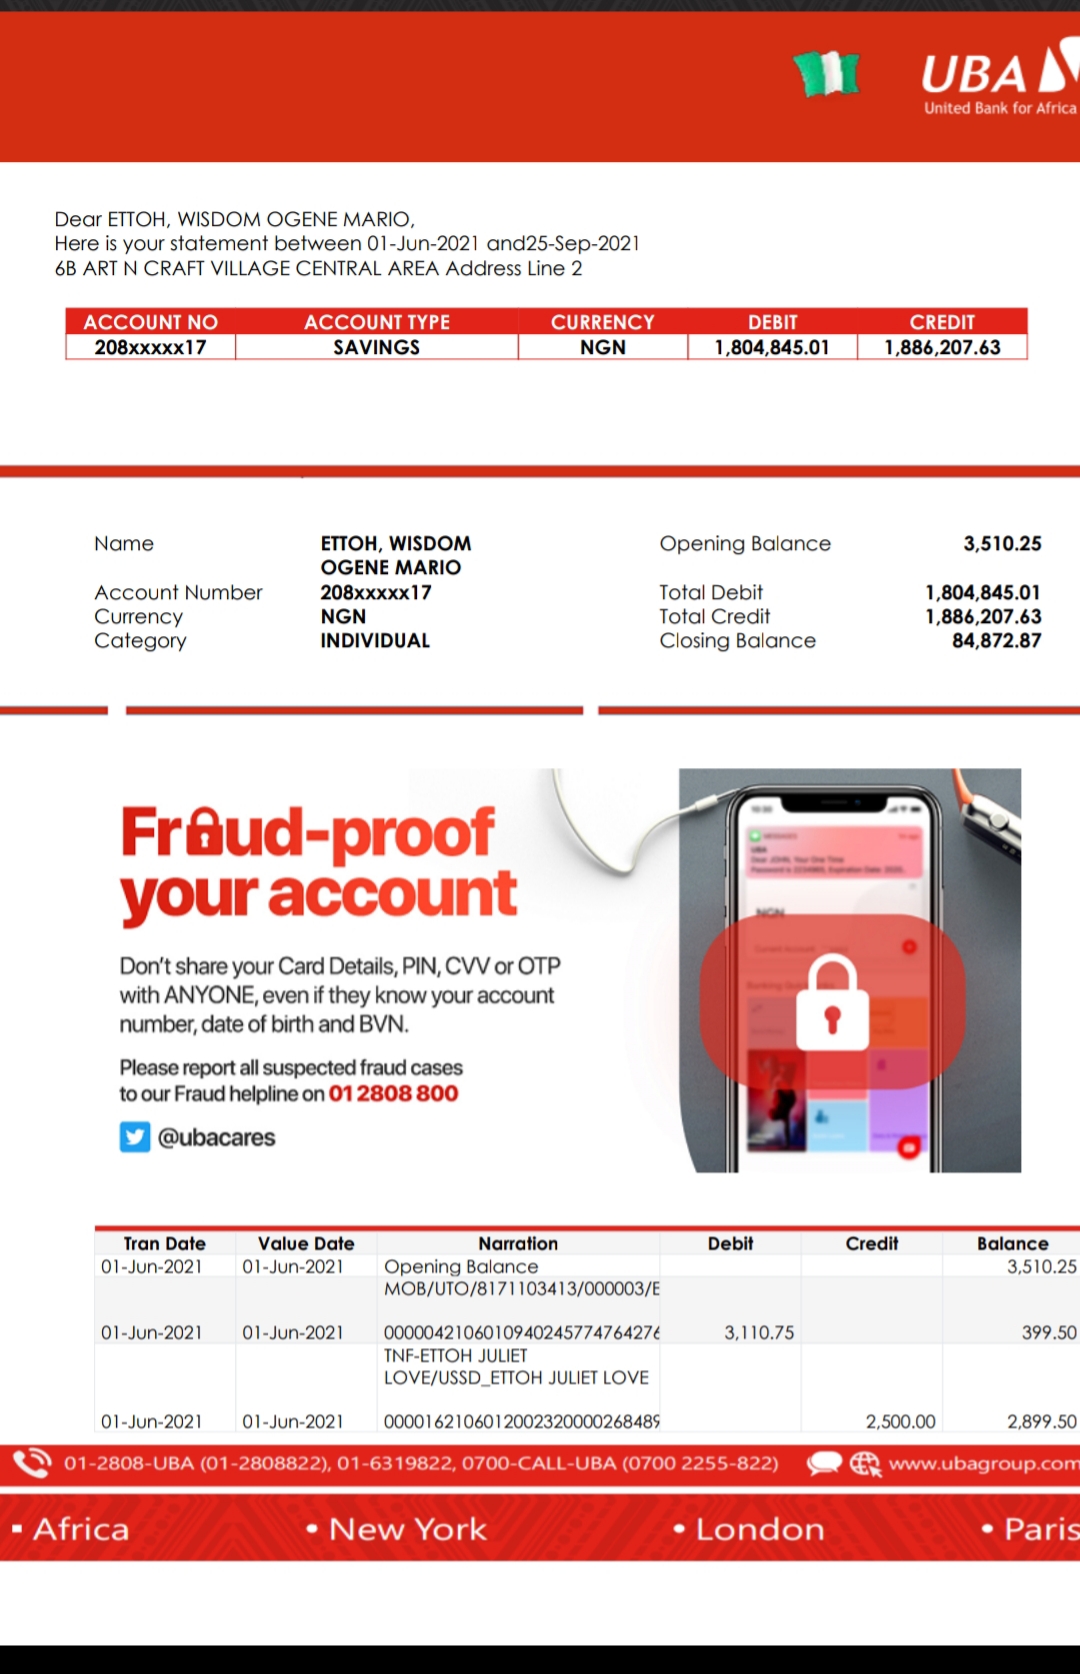 UBA
United Bank for Africa
Dear ETTOH, WISDOM OGENE MARIO,
Here is your statement between 01-Jun-2021 and25-Sep-2021
6B ART N CRAFT VILLAGE CENTRAL AREA Address Line 2
ACCOUNT NO ACCOUNT TYPE CURRENCY DEBIT CREDIT
208xxxxx17 SAVINGS NGN 1,804,845.01 1,886,207.63
Name ETTOH, WISDOM Opening Balance 3,510.25
OGENE MARIO
Account Number 208xxxxx17 Total Debit 1,804,845.01
Currency NGN Total Credit 1,886,207.63
Category INDIVIDUAL Closing Balance 84,872.87
Fraud-proof
your account
Don't share your Card Details, PIN, CVV or OTP
with ANYONE, even if they know your account
number, date of birth and BVN.
Please report all suspected fraud cases
to our Fraud helpline on 01 2808 800
@ubacares
UBA
NGN
Tran Date Value Date Narration Debit Credit Balance
01-Jun-2021 01-Jun-2021 Opening Balance 3,510.25
MOB/UTO/8171103413/000003/E
01-Jun-2021 01-Jun-2021 0000042106010940245774764276 3,110.75 399.50
TNF-ETTOH JULIET
LOVE/USSD_ETTOH JULIET LOVE
01-Jun-2021 01-Jun-2021 0000162106012002320000268489 2,500.00 2,899.50
01-2808-UBA (01-2808822), 01-6319822, 0700-CALL-UBA (0700 2255-822) www.ubagroup.com
▪ Africa • New York • London • Paris